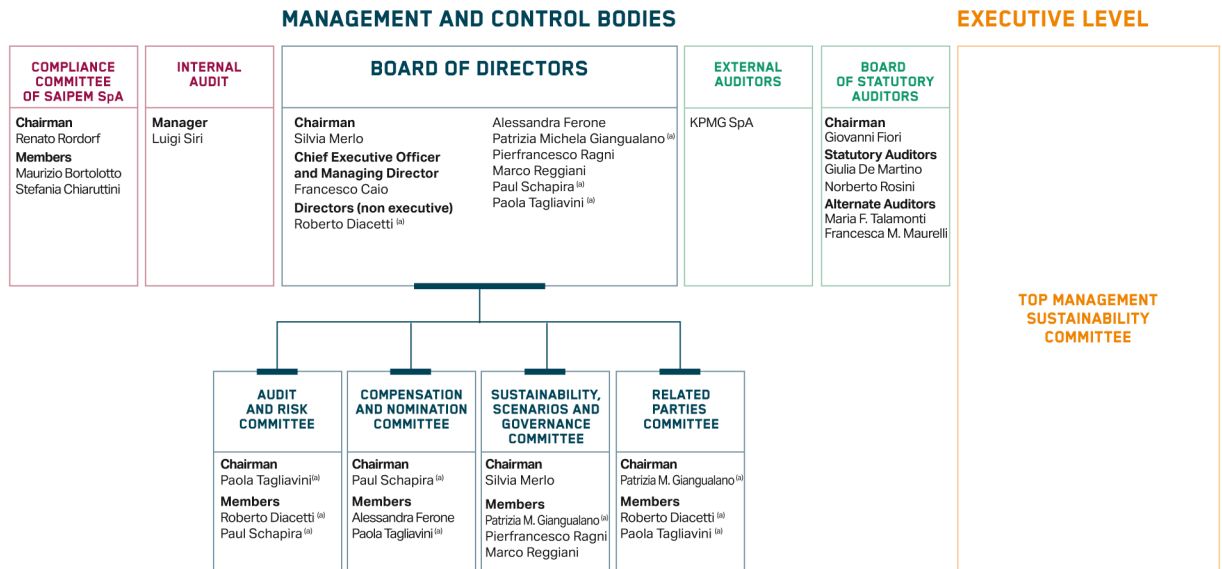 MANAGEMENT AND CONTROL BODIES
EXECUTIVE LEVEL
COMPLIANCE
COMMITTEE
OF SAIPEM SpA
Chairman
Renato Rordorf
Members
Maurizio Bortolotto
Stefania Chiaruttini
INTERNAL
AUDIT
Manager
Luigi Siri
BOARD OF DIRECTORS
Chairman
Silvia Merlo
Chief Executive Officer
and Managing Director
Francesco Caio
Directors (non executive)
Roberto Diacetti (a)
Alessandra Ferone
Patrizia Michela Giangualano (a)
Pierfrancesco Ragni
Marco Reggiani
Paul Schapira (a)
Paola Tagliavini (a)
EXTERNAL
AUDITORS
KPMG SpA
BOARD
OF STATUTORY
AUDITORS
Chairman
Giovanni Fiori
Statutory Auditors
Giulia De Martino
Norberto Rosini
Alternate Auditors
Maria F. Talamonti
Francesca M. Maurelli
TOP MANAGEMENT
SUSTAINABILITY
COMMITTEE
AUDIT
AND RISK
COMMITTEE
Chairman
Paola Tagliavini(a)
Members
Roberto Diacetti (a)
Paul Schapira (a)
COMPENSATION
AND NOMINATION
COMMITTEE
Chairman
Paul Schapira (a)
Members
Alessandra Ferone
Paola Tagliavini (a)
SUSTAINABILITY,
SCENARIOS AND
GOVERNANCE
COMMITTEE
Chairman
Silvia Merlo
Members
Patrizia M. Giangualano (a)
Pierfrancesco Ragni
Marco Reggiani
RELATED
PARTIES
COMMITTEE
Chairman
Patrizia M. Giangualano (a)
Members
Roberto Diacetti (a)
Paola Tagliavini (a)